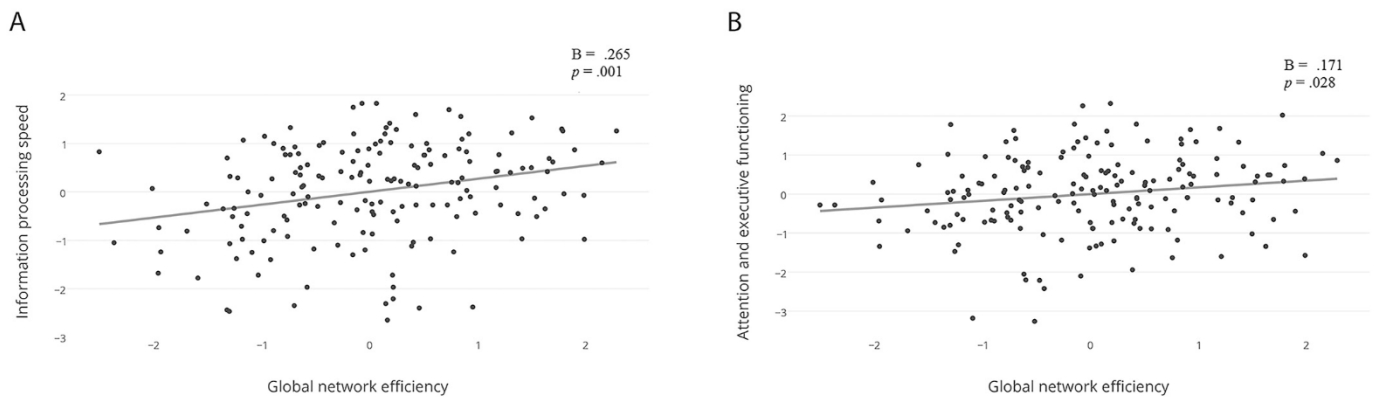 A
B = .265
p = .001
Information processing speed
2
1
0
−1
−2
−3
−2
−1
0
1
2
Global network efficiency
B
B = .171
p = .028
Attention and executive functioning
2
1
0
−1
−2
−3
−2
−1
0
1
2
Global network efficiency